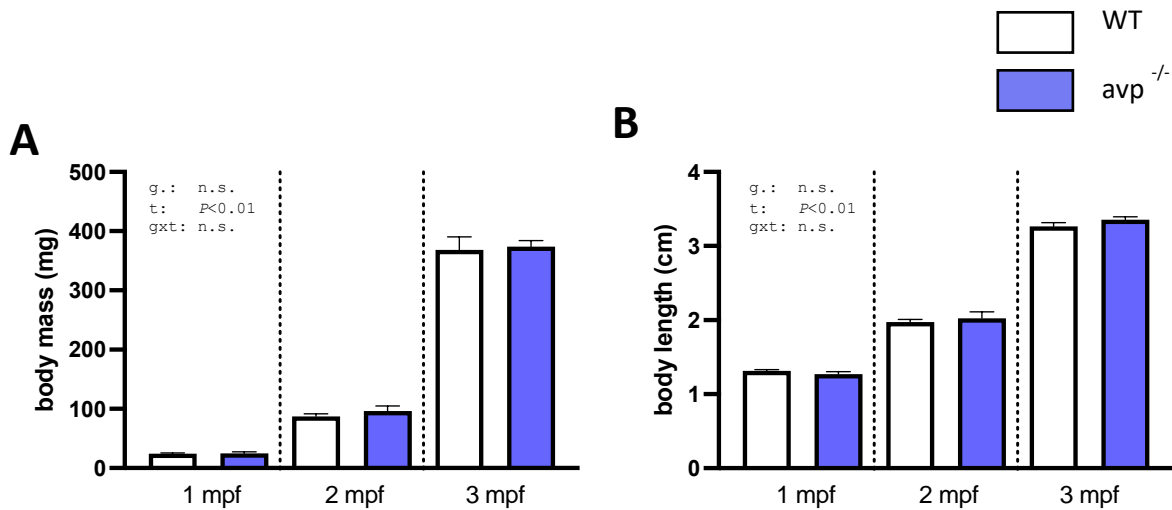 WT
avp -/-
A
500
400
300
200
100
0
body mass (mg)
g.: n.s.
t: P<0.01
gxt: n.s.
1 mpf 2 mpf 3 mpf
B
4
3
2
1
0
body length (cm)
g.: n.s.
t: P<0.01
gxt: n.s.
1 mpf 2 mpf 3 mpf